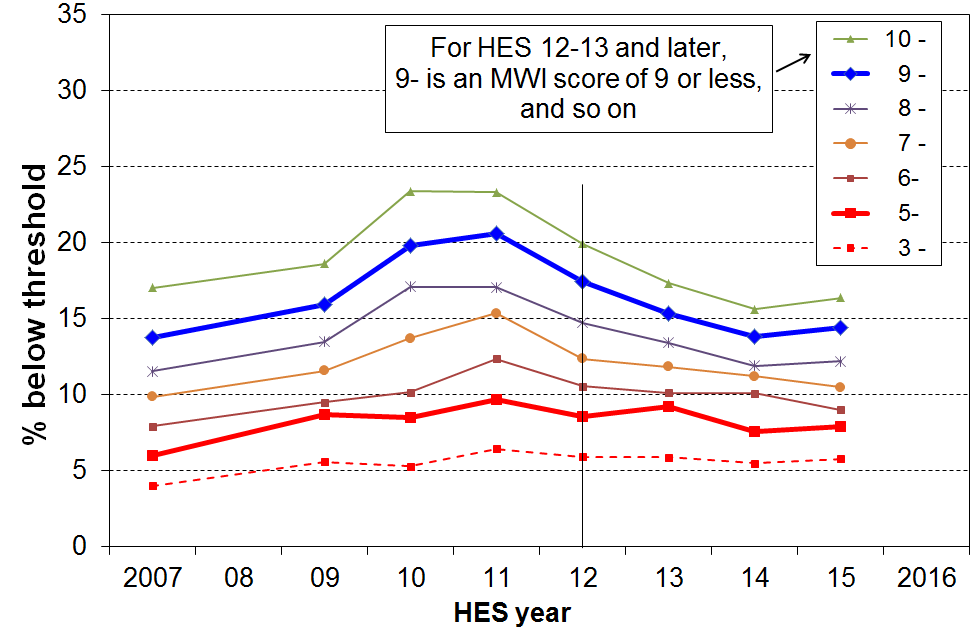 35
30
25
20
15
10
5
0
% below threshold
For HES 12-13 and later,
9- is an MWI score of 9 or less,
and so on
10 -
9 -
8 -
7 -
6-
5-
3 -
2007 08 09 10 11 12 13 14 15 2016
HES year